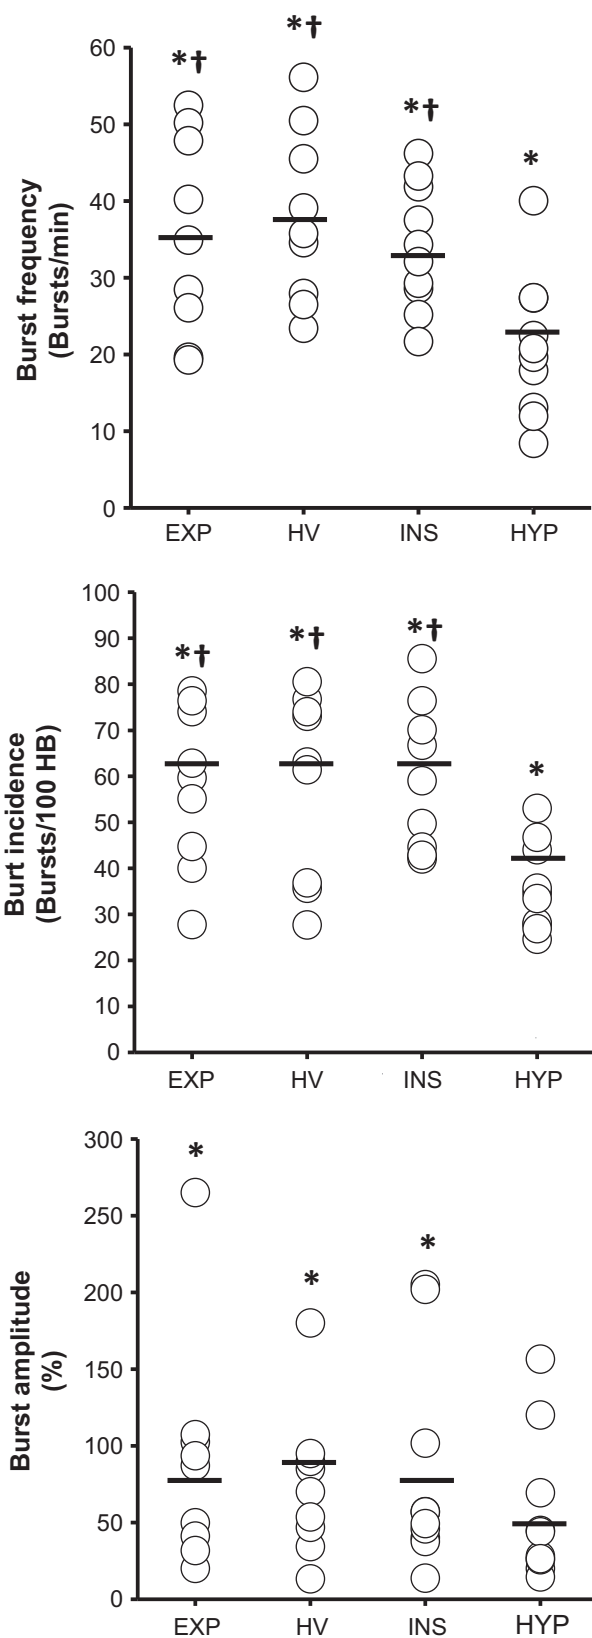 *† *† *† *
60
50
40
30
20
10
0
Burst frequency
(Bursts/min)
EXP HV INS HYP
*† *† *† *
100
90
80
70
60
50
40
30
20
10
0
Burt incidence
(Bursts/100 HB)
EXP HV INS HYP
* * *
300
250
200
150
100
50
0
Burst amplitude
(%)
EXP HV INS HYP